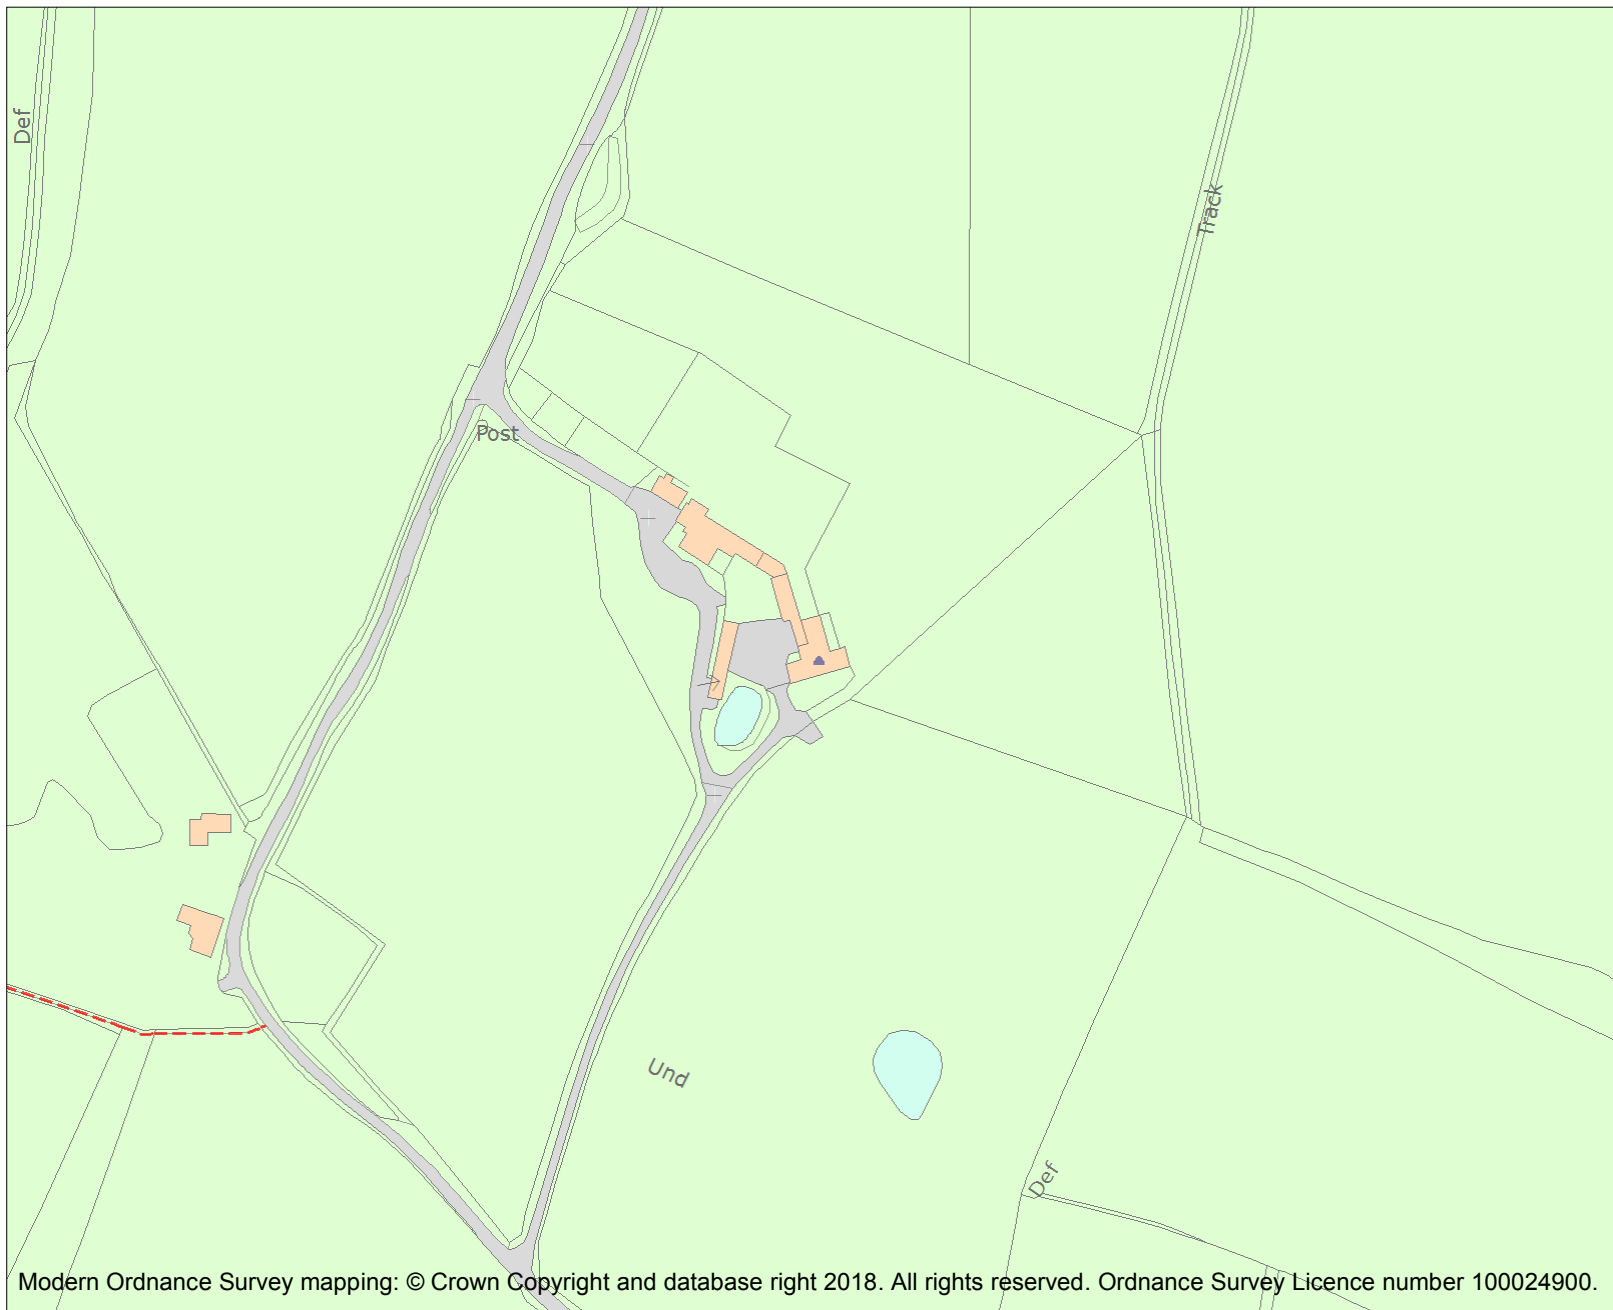 Def
Track
Post
Und
Def
Modern Ordnance Survey mapping: © Crown Copyright and database right 2018. All rights reserved. Ordnance Survey Licence number 100024900.